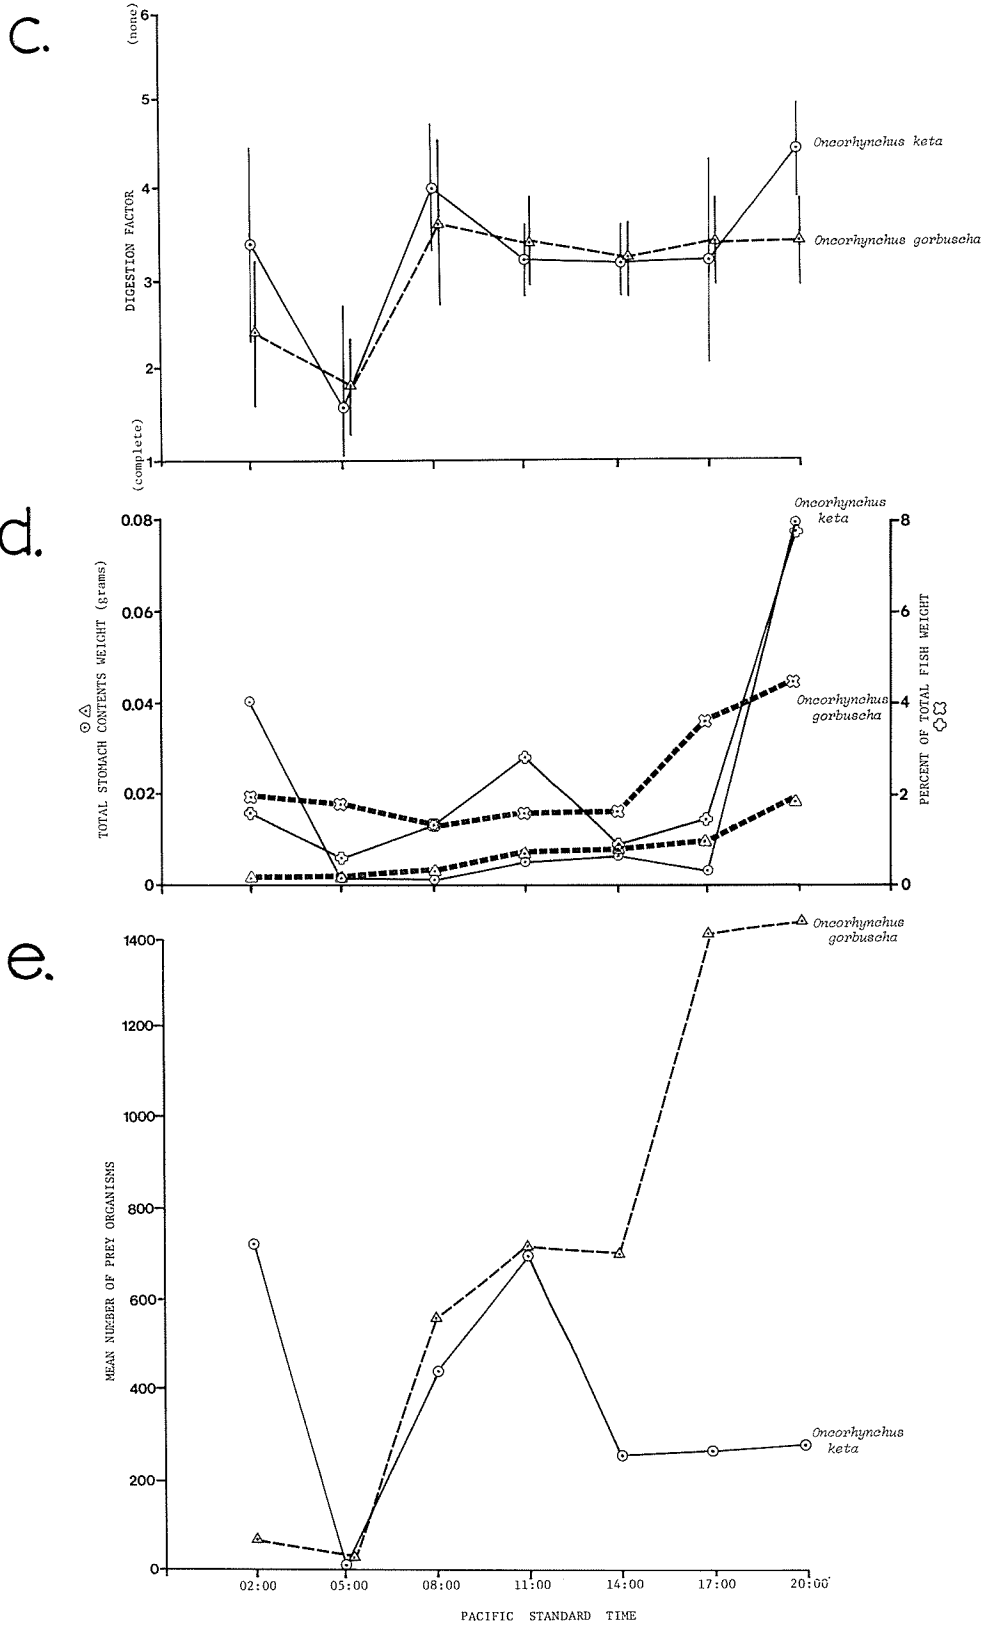 c.
(none)
6
5
4
3
2
1
(complete)
DIGESTION FACTOR
Oncorhynchus keta
Oncorhynchus gorbuscha
d.
0.08
0.06
0.04
0.02
0
TOTAL STOMACH CONTENTS WEIGHT (grams)
Oncorhynchus
keta
Oncorhynchus
gorbuscha
8
6
4
2
0
PERCENT OF TOTAL FISH WEIGHT
e.
1400
1200
1000
800
600
400
200
0
MEAN NUMBER OF PREY ORGANISMS
Oncorhynchus
gorbuscha
Oncorhynchus
keta
02:00 05:00 08:00 11:00 14:00 17:00 20:00
PACIFIC STANDARD TIME